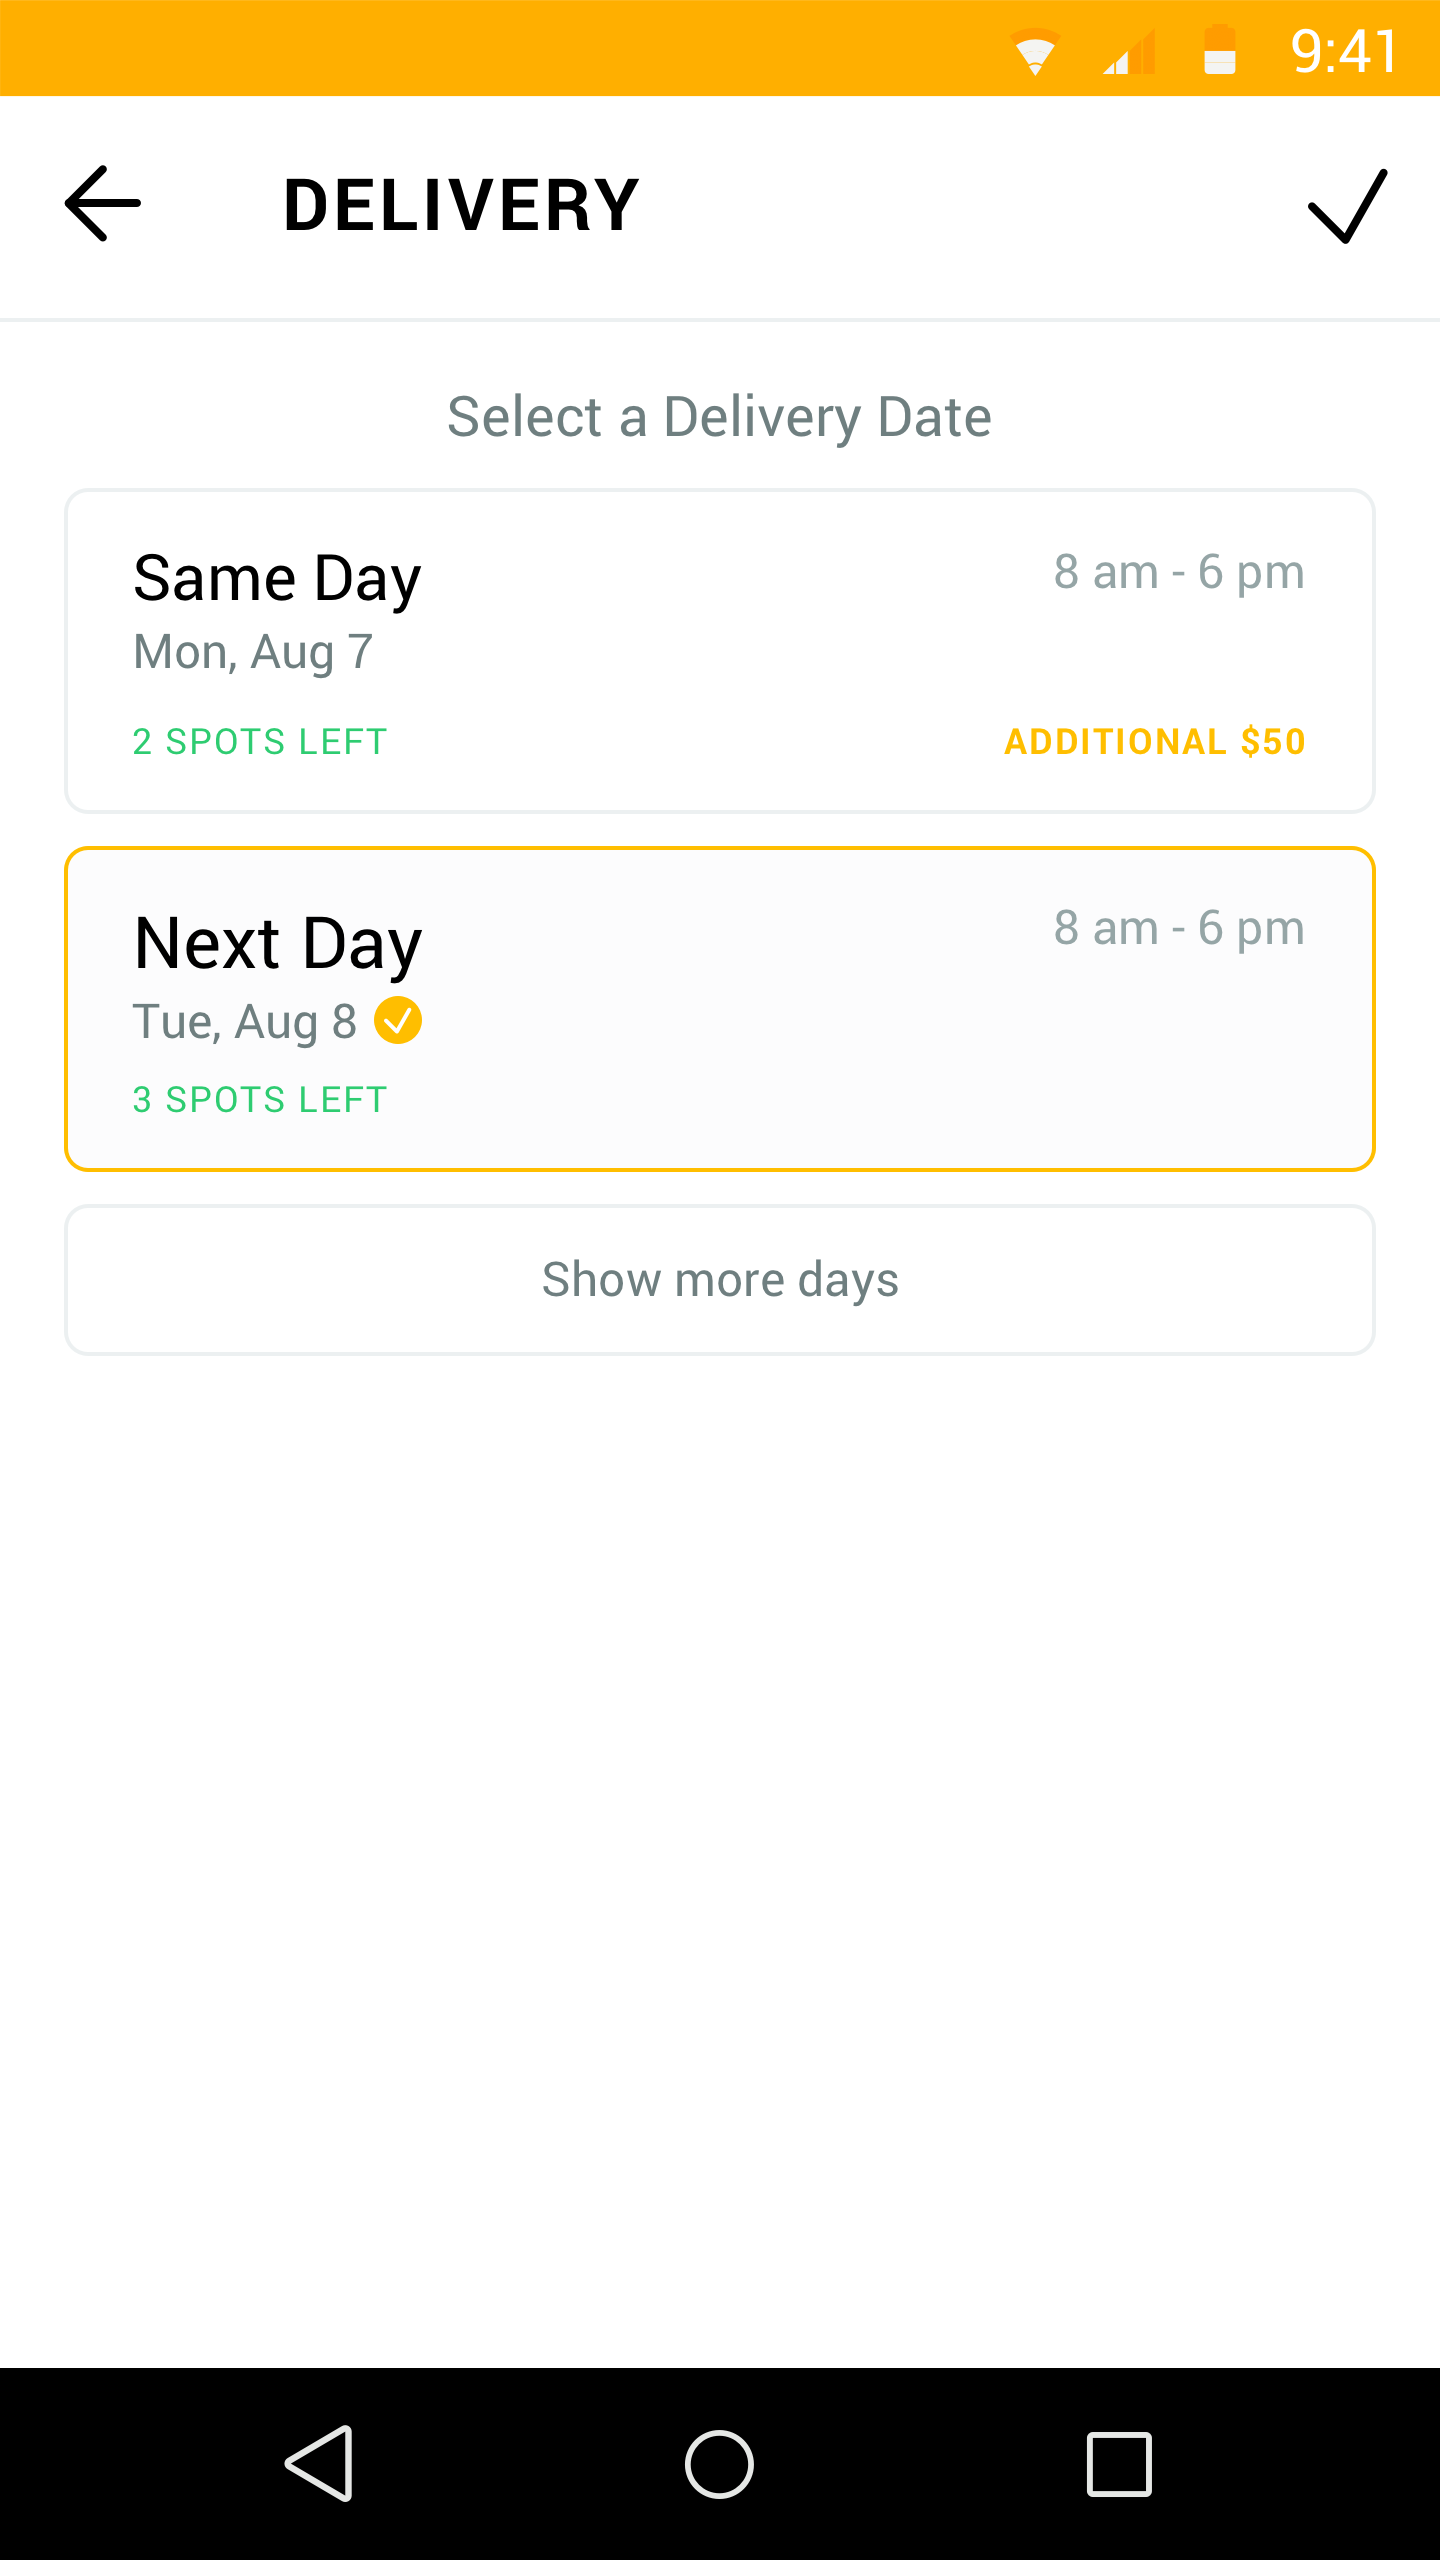 9:41
DELIVERY
Select a Delivery Date
Same Day
8 am - 6 pm
Mon, Aug 7
2 SPOTS LEFT
ADDITIONAL $50
Next Day
8 am - 6 pm
Tue, Aug 8
3 SPOTS LEFT
Show more days